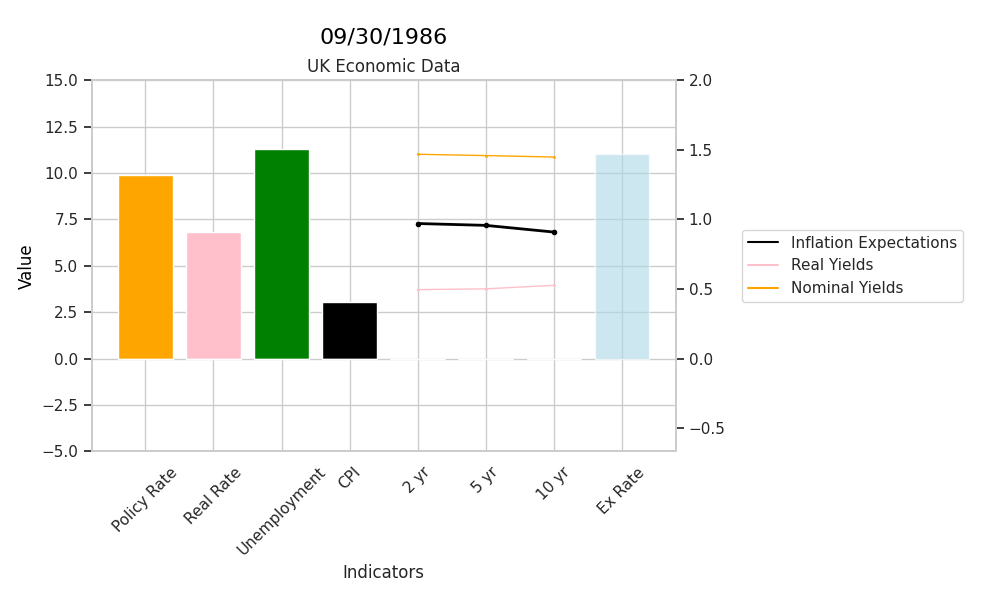 09/30/1986
UK Economic Data
15.0
12.5
10.0
7.5
5.0
2.5
0.0
−2.5
−5.0
Value
2.0
1.5
1.0
0.5
0.0
−0.5
Inflation Expectations
Real Yields
Nominal Yields
Policy Rate
Real Rate
Unemployment
CPI
2 yr
5 yr
10 yr
Ex Rate
Indicators